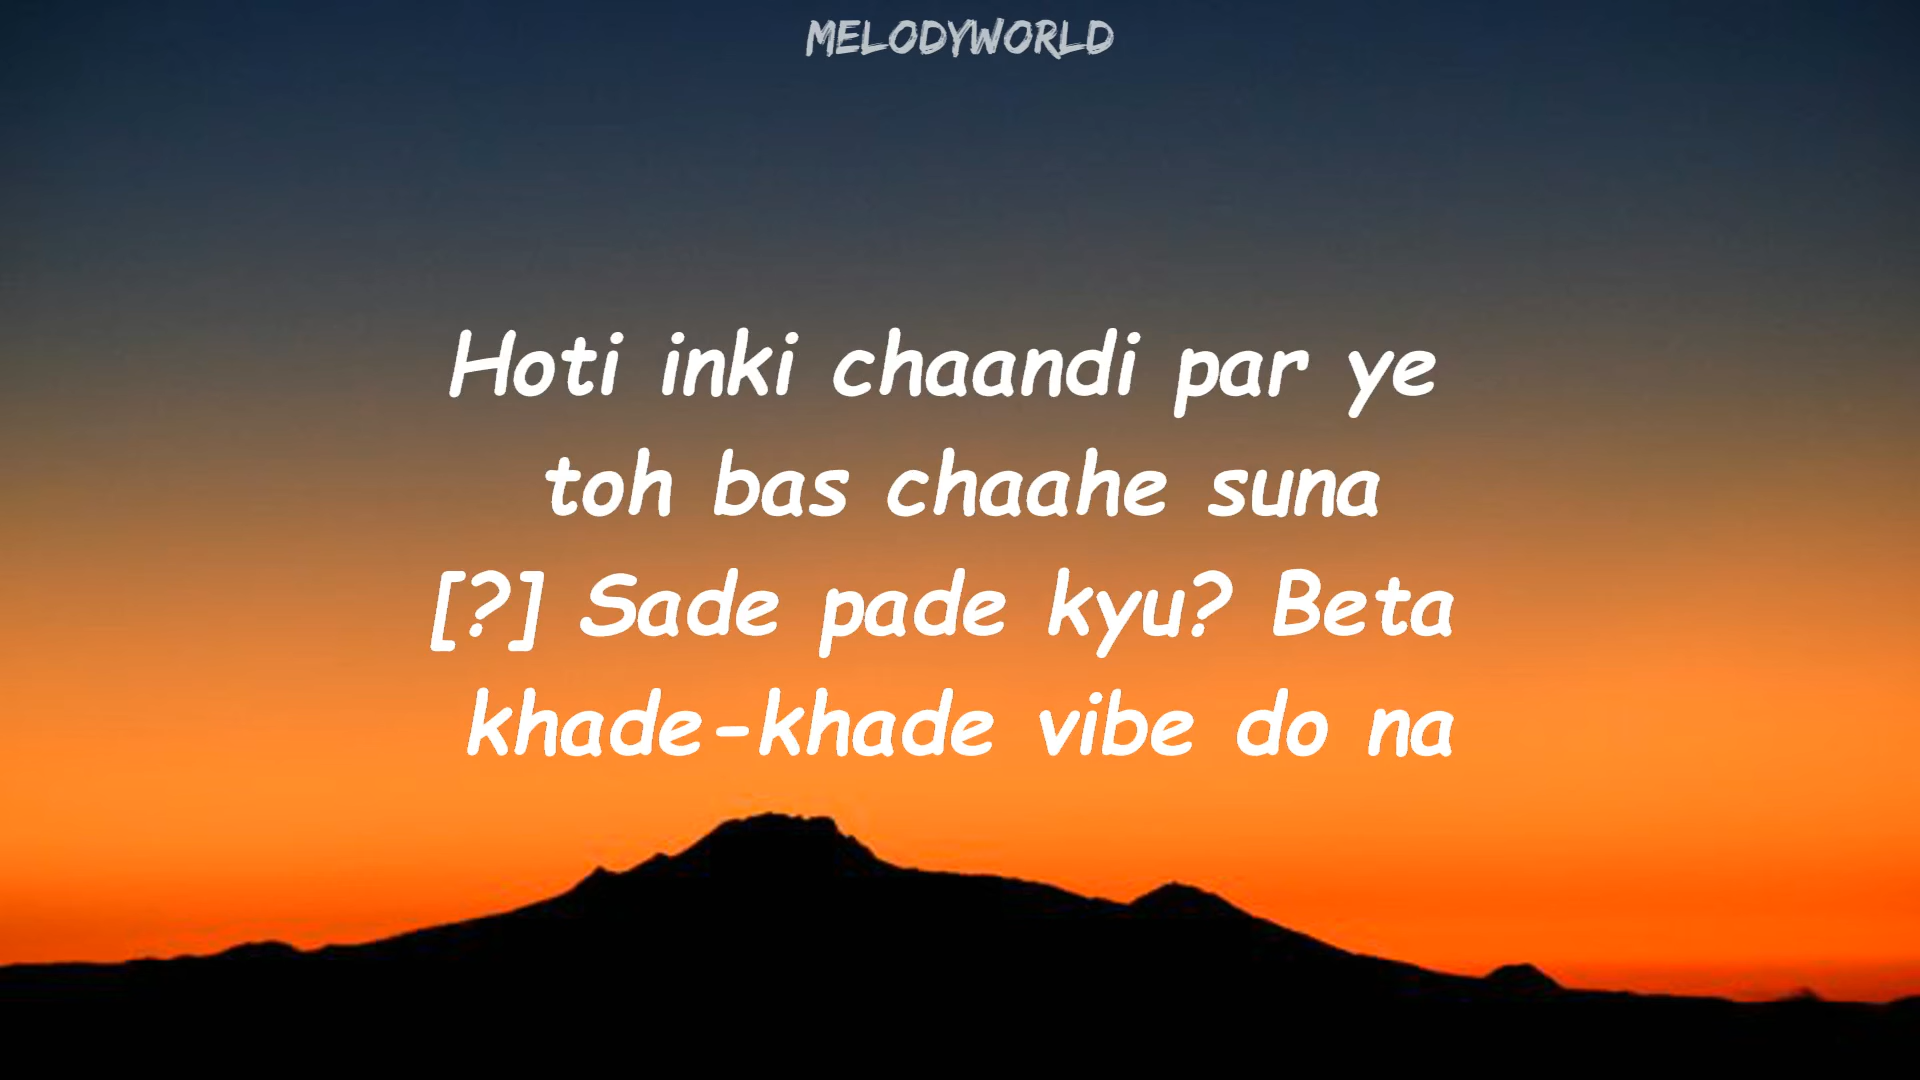 MELODYWORLD
Hoti inki chaandi par ye
toh bas chaahe suna
[?] Sade pade kyu? Beta
khade-khade vibe do na